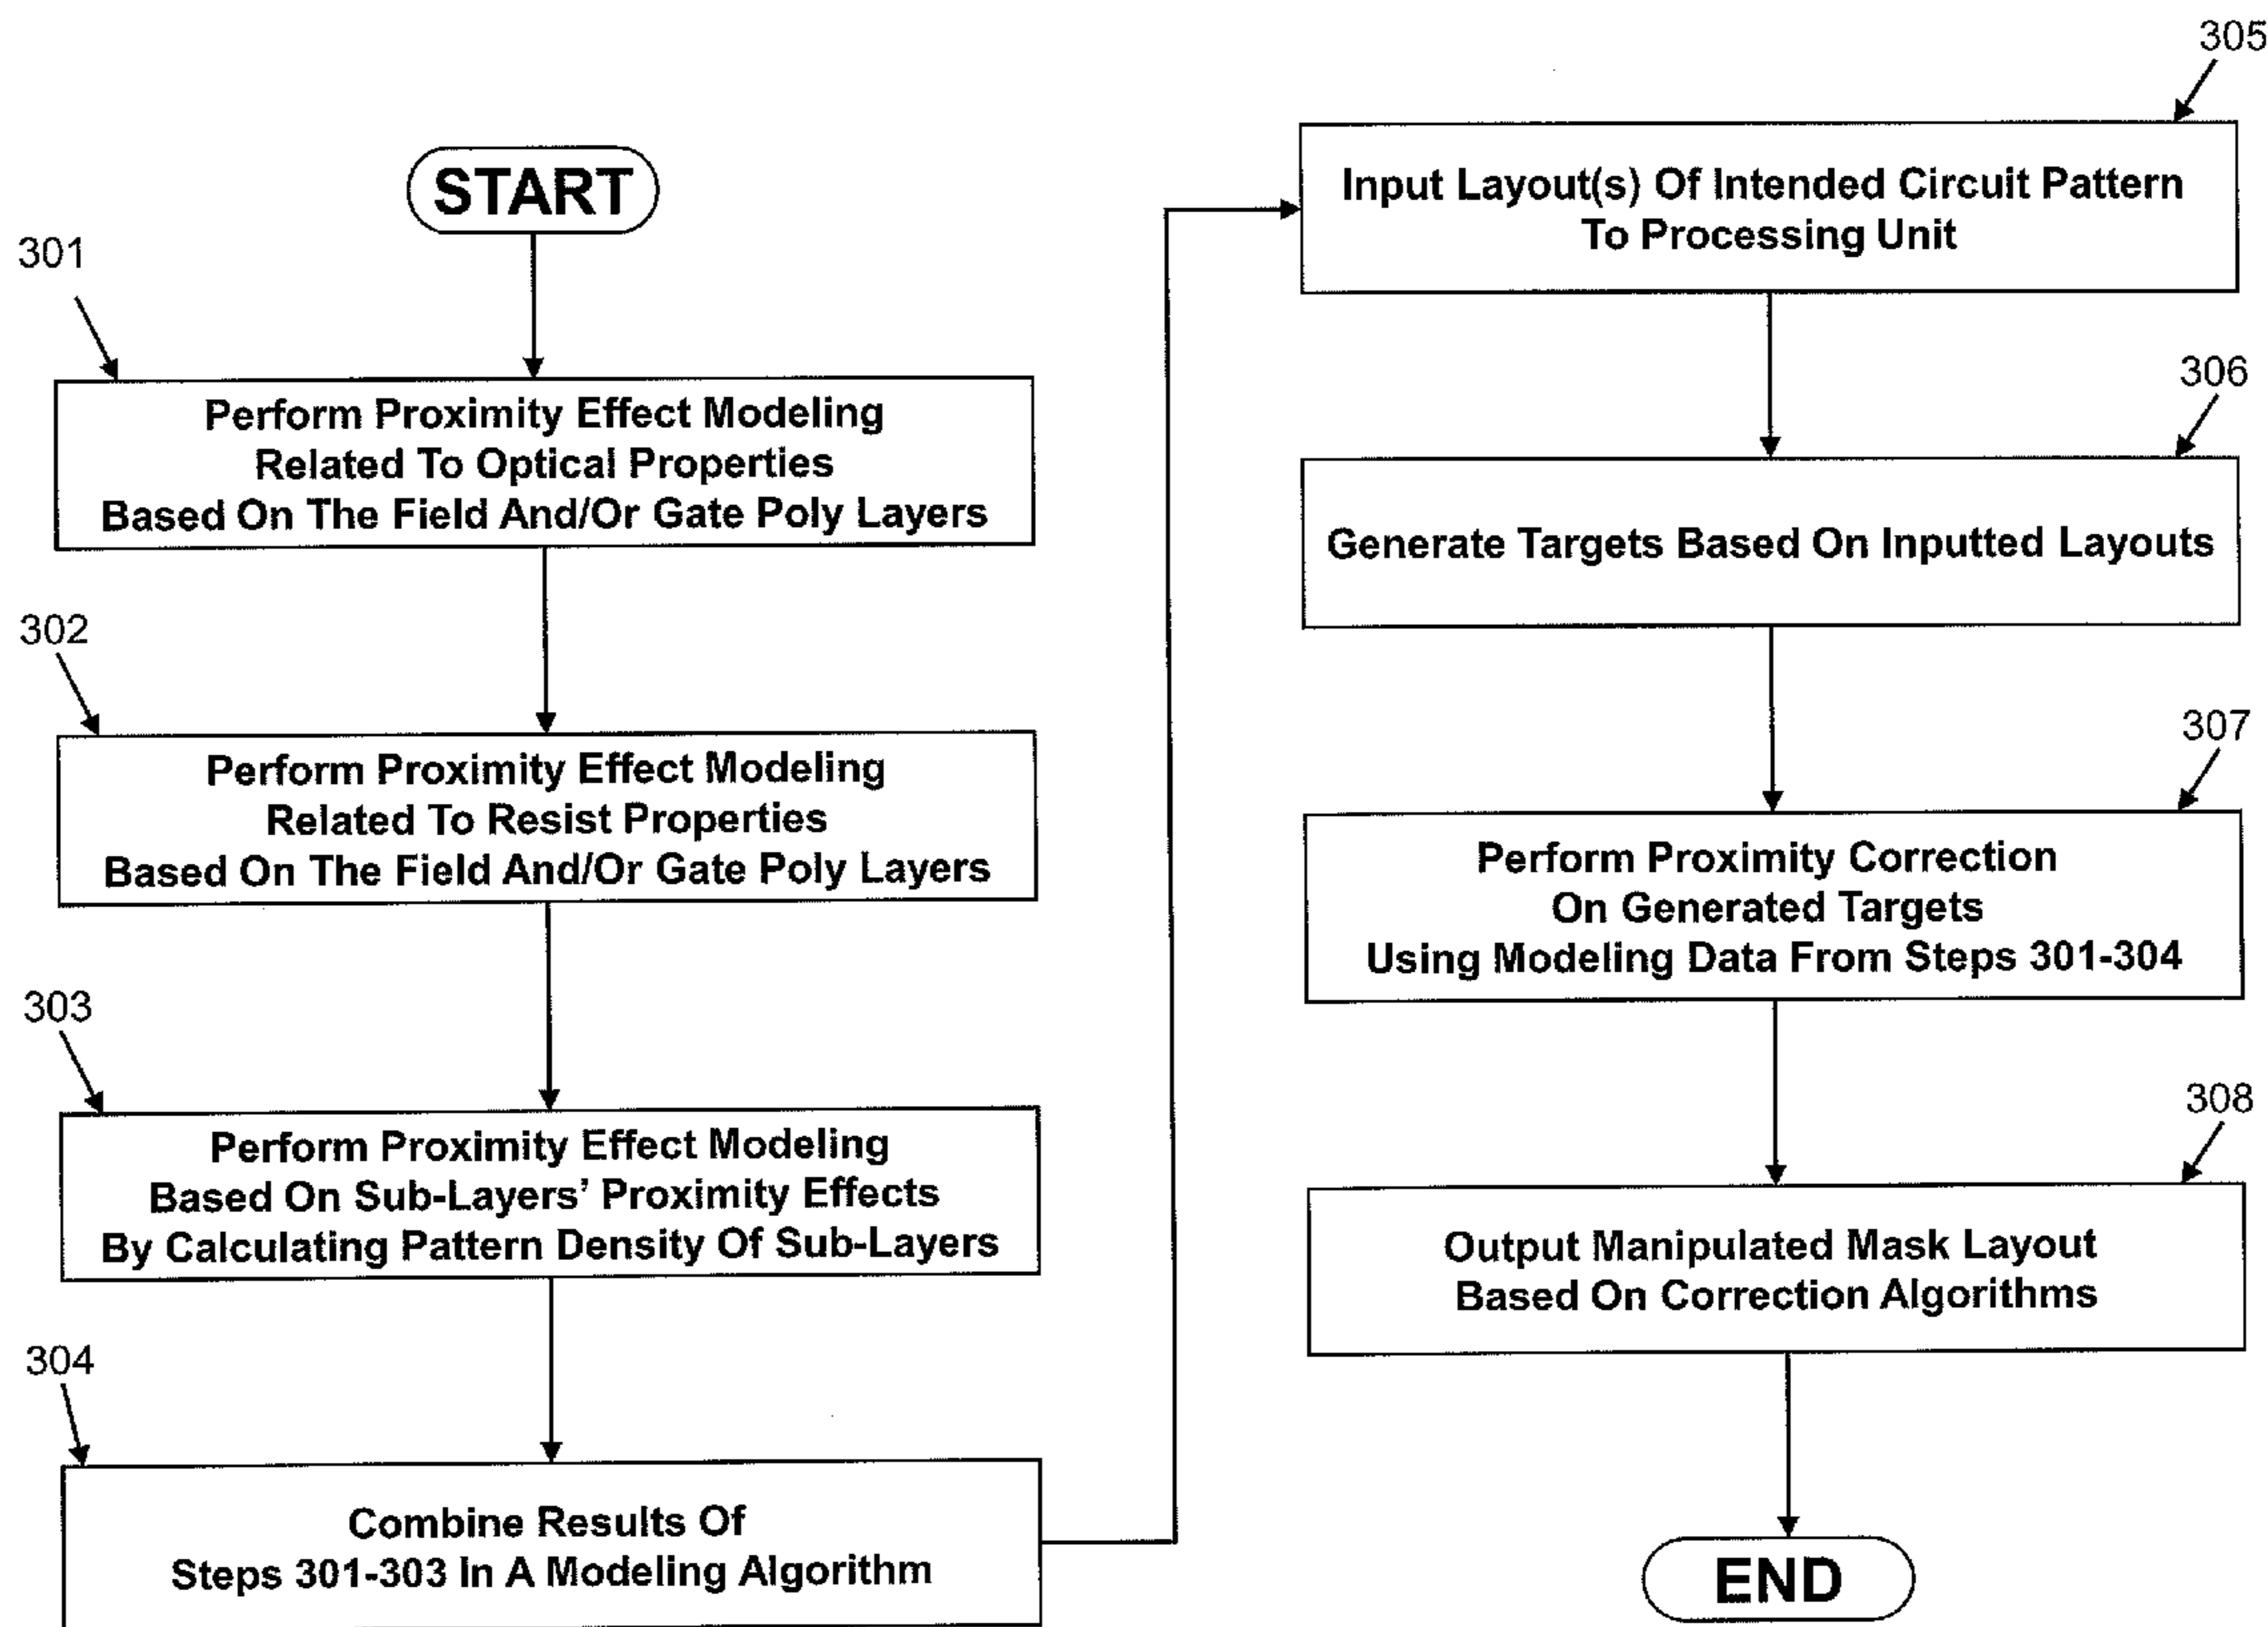 START
301
Perform Proximity Effect Modeling
Related To Optical Properties
Based On The Field And/Or Gate Poly Layers
302
Perform Proximity Effect Modeling
Related To Resist Properties
Based On The Field And/Or Gate Poly Layers
303
Perform Proximity Effect Modeling
Based On Sub-Layers’ Proximity Effects
By Calculating Pattern Density Of Sub-Layers
304
Combine Results Of
Steps 301-303 In A Modeling Algorithm
305
Input Layout(s) Of Intended Circuit Pattern
To Processing Unit
306
Generate Targets Based On Inputted Layouts
307
Perform Proximity Correction
On Generated Targets
Using Modeling Data From Steps 301-304
308
Output Manipulated Mask Layout
Based On Correction Algorithms
END